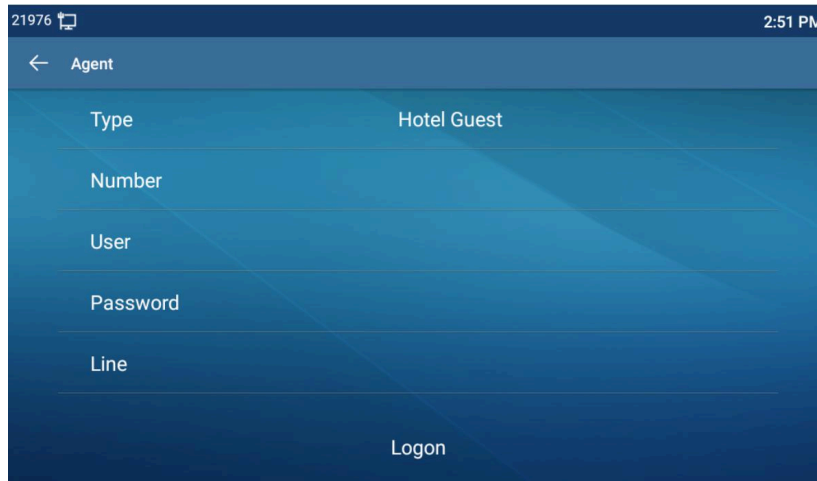 21976 2:51 PM
Agent
Type Hotel Guest
Number
User
Password
Line
Logon